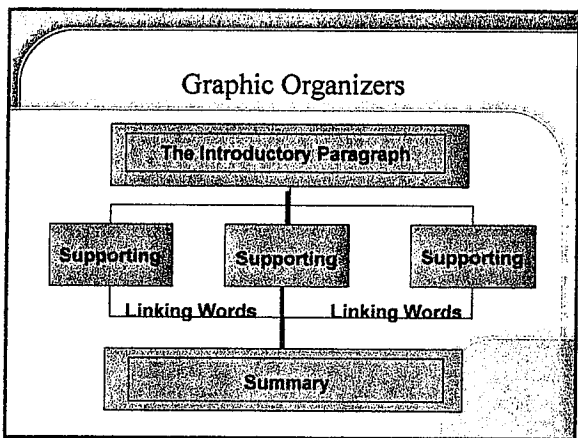 Graphic Organizers
The Introductory Paragraph
Supporting Supporting Supporting
Linking Words Linking Words
Summary